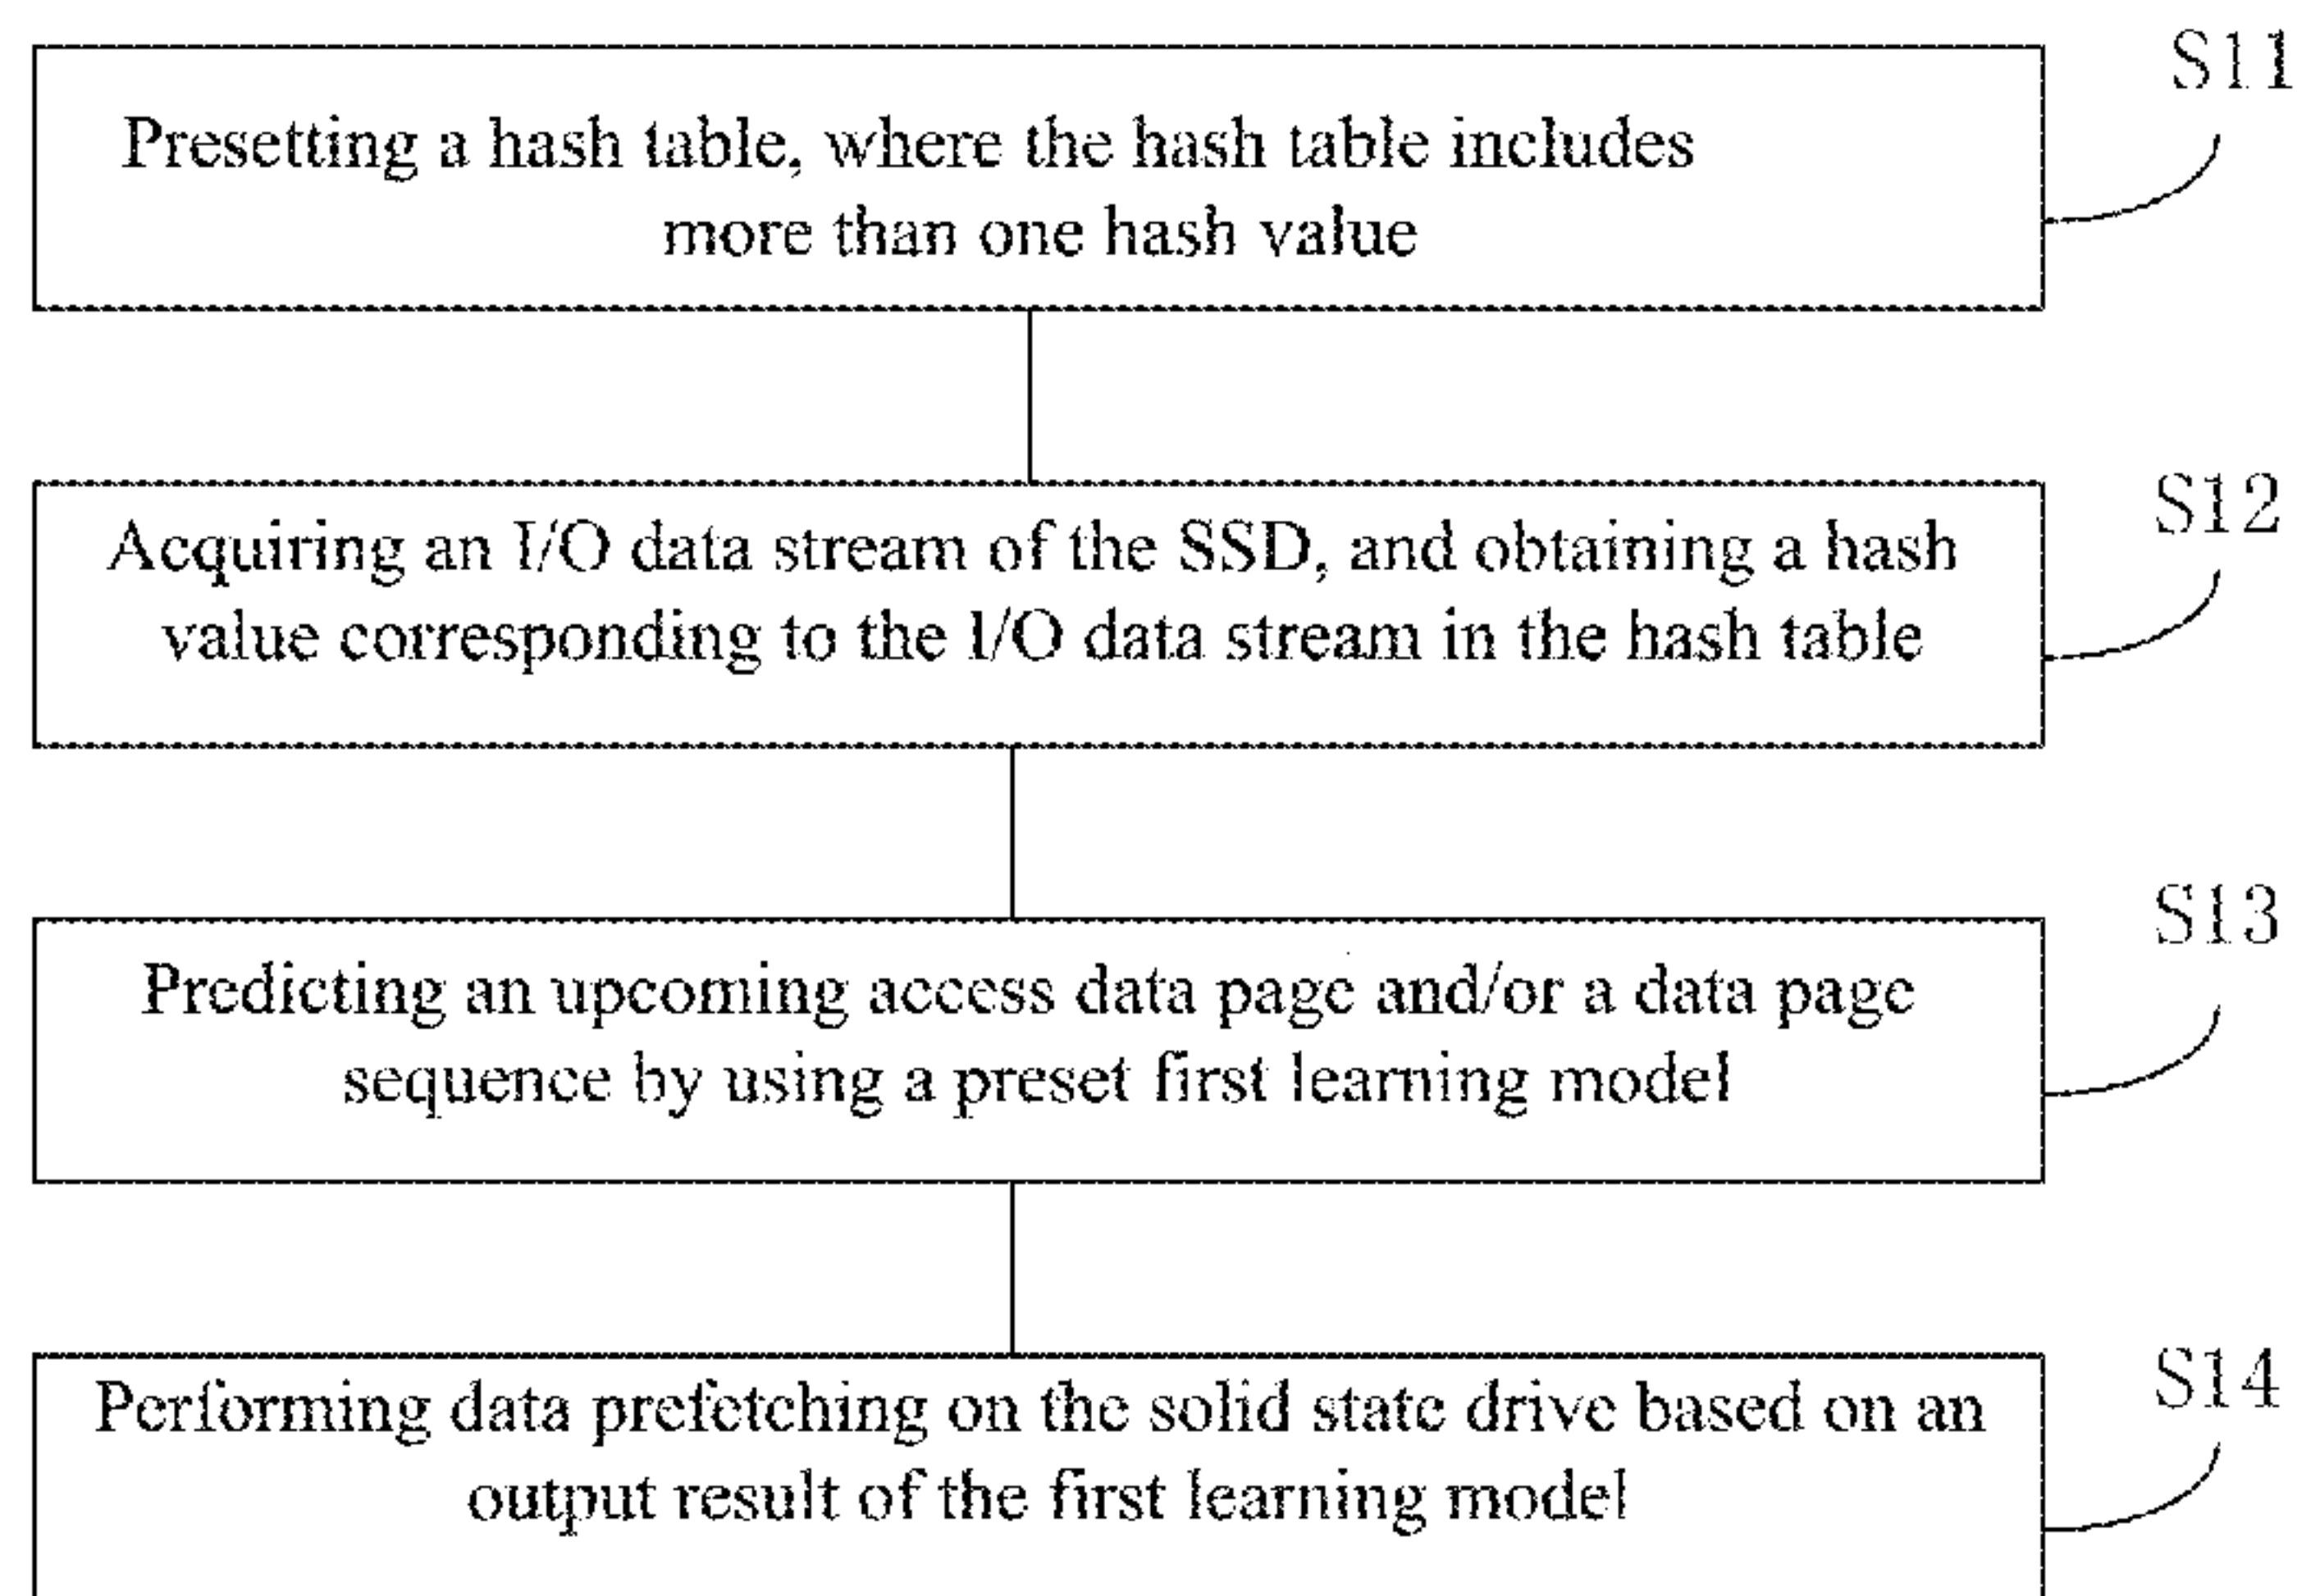 S11
Presetting a hash table, where the hash table includes
more than one hash value
S12
Acquiring an I/O data stream of the SSD, and obtaining a hash
value corresponding to the I/O data stream in the hash table
S13
Predicting an upcoming access data page and/or a data page
sequence by using a preset first learning model
S14
Performing data prefetching on the solid state drive based on an
output result of the first learning model